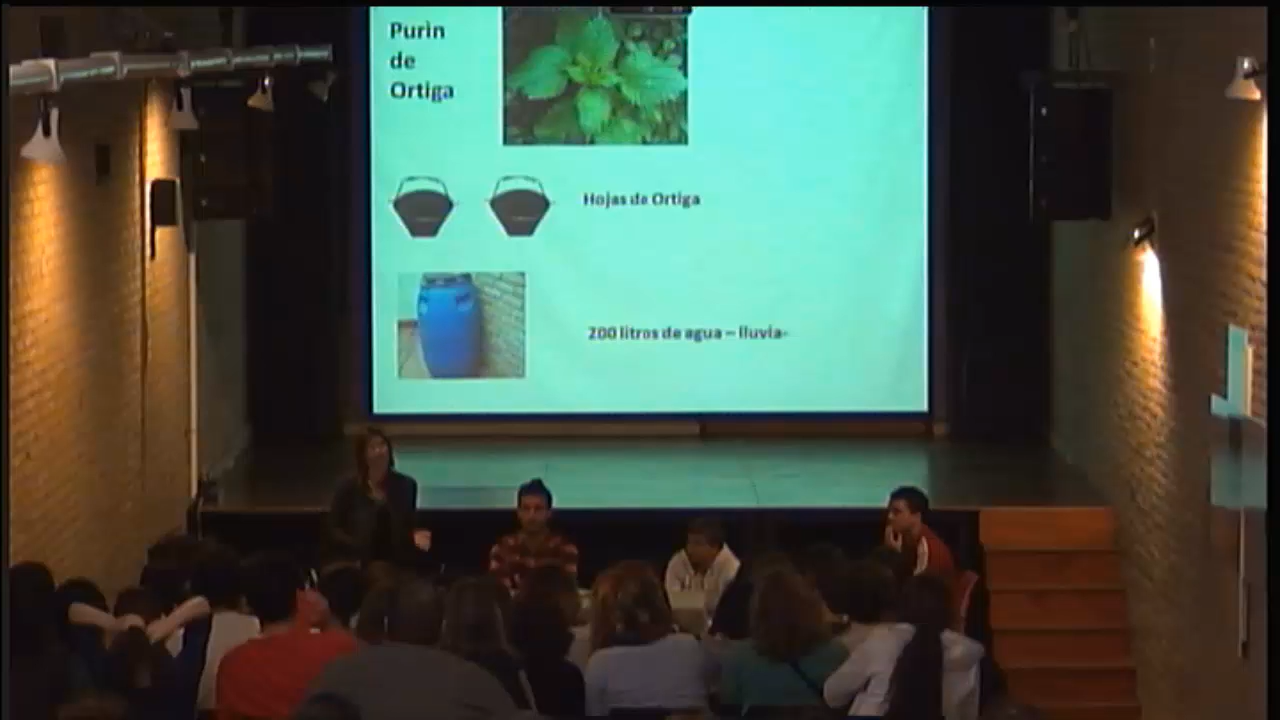 Purin
de
Ortiga
Hojas de Ortiga
200 litros de agua – lluvia-